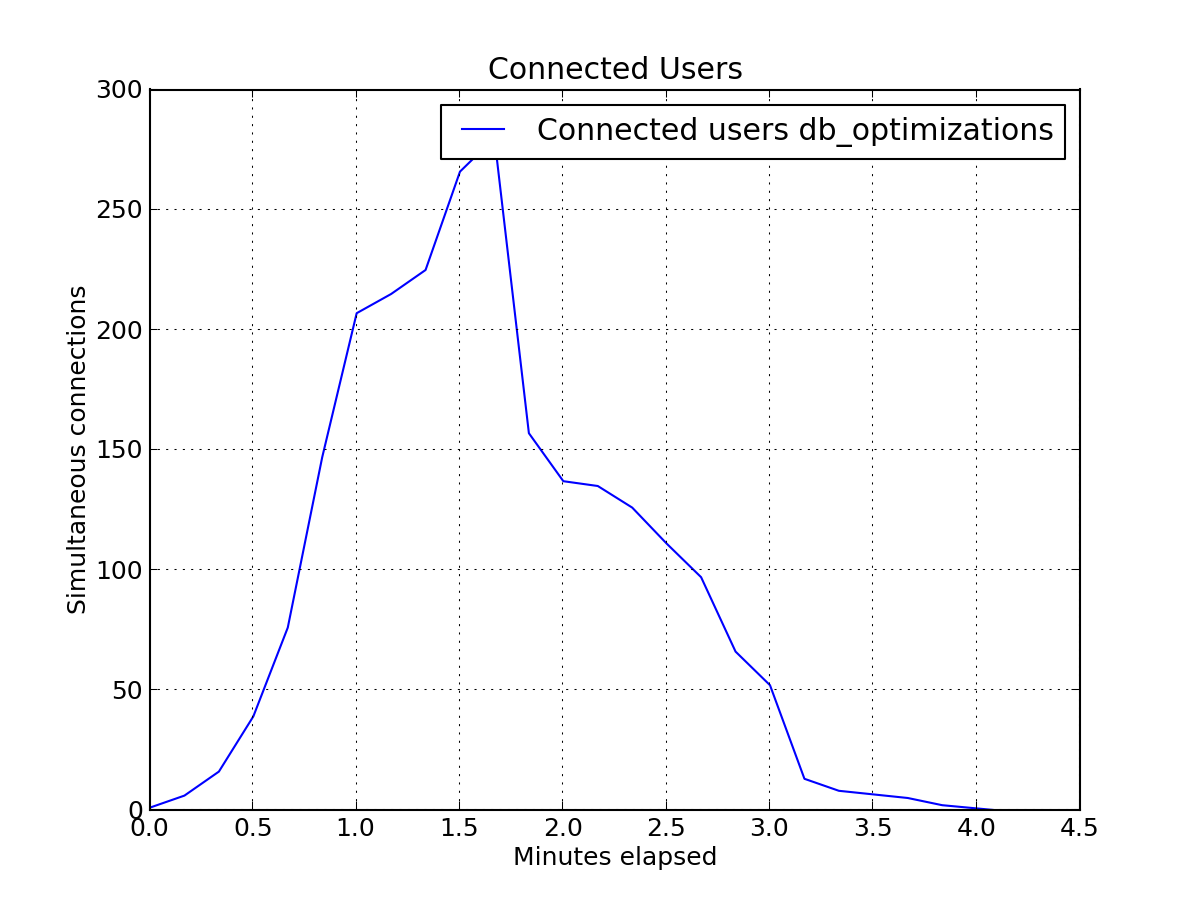 Connected Users
Connected users db_optimizations
300
250
200
150
100
50
0
Simultaneous connections
0.0 0.5 1.0 1.5 2.0 2.5 3.0 3.5 4.0 4.5
Minutes elapsed